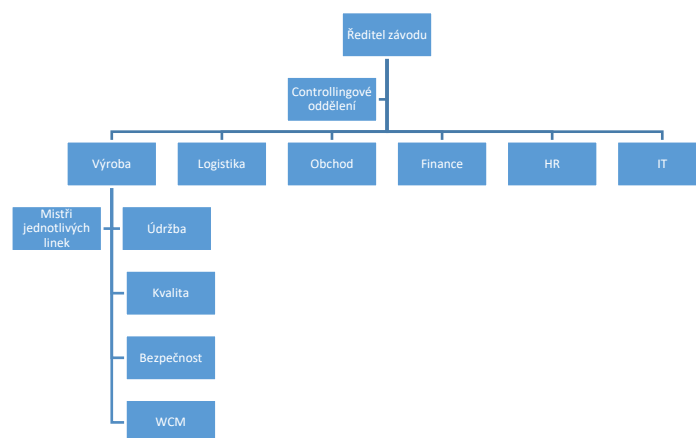 Ředitel závodu
Controllingové
oddělení
Výroba
Logistika
Obchod
Finance
HR
IT
Mistři
jednotlivých
linek
Údržba
Kvalita
Bezpečnost
WCM